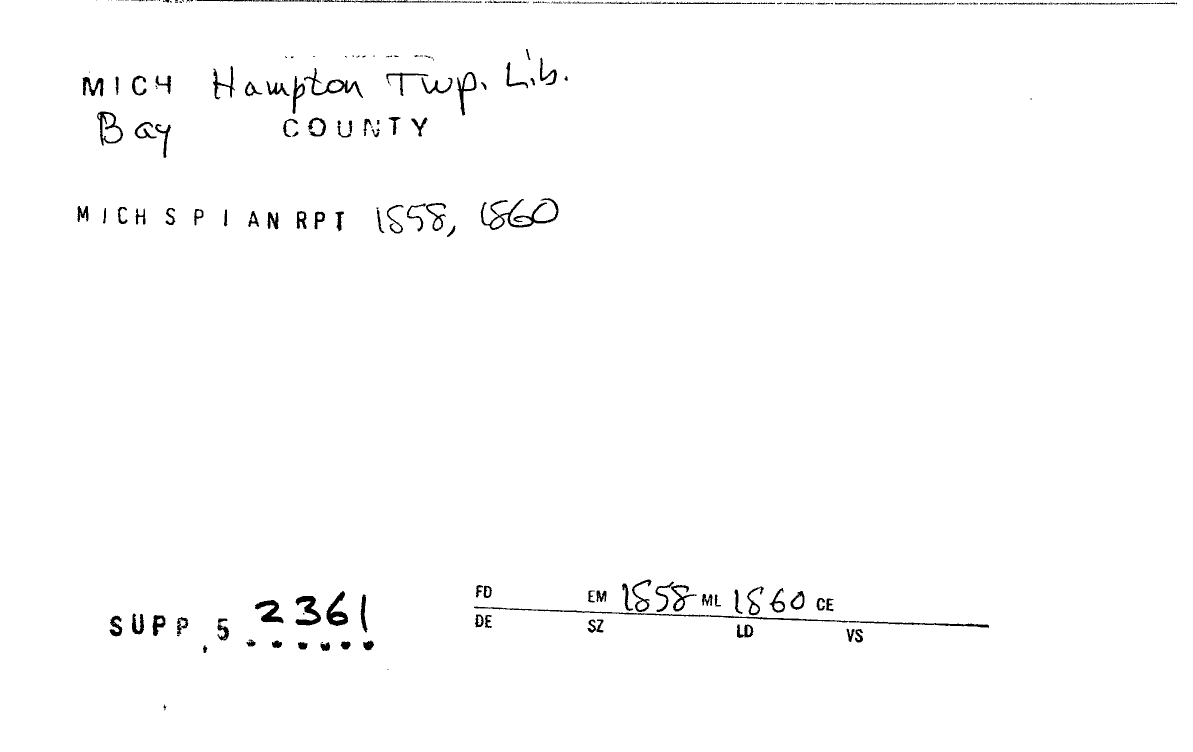 MICH Hampton Twp. Lib.
Bay COUNTY
MICH S P I AN RPT 1858, 1860
SUPP. 5 2361
FD EM 1858 ML 1860 CE
DE SZ LD VS